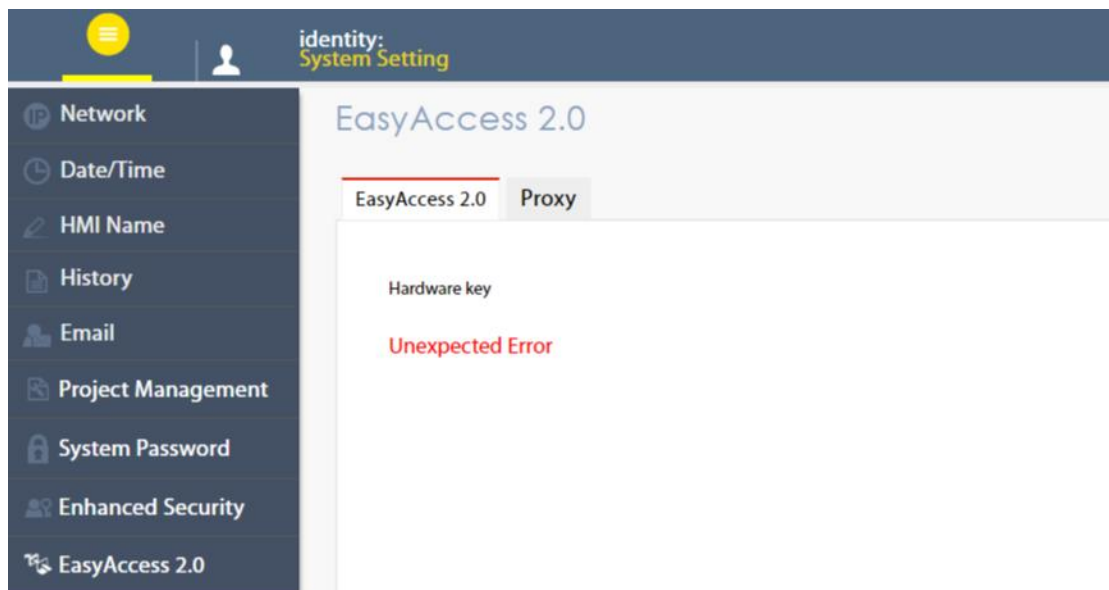 identity:
System Setting
Network
Date/Time
HMI Name
History
Email
Project Management
System Password
Enhanced Security
EasyAccess 2.0
EasyAccess 2.0
EasyAccess 2.0 Proxy
Hardware key
Unexpected Error